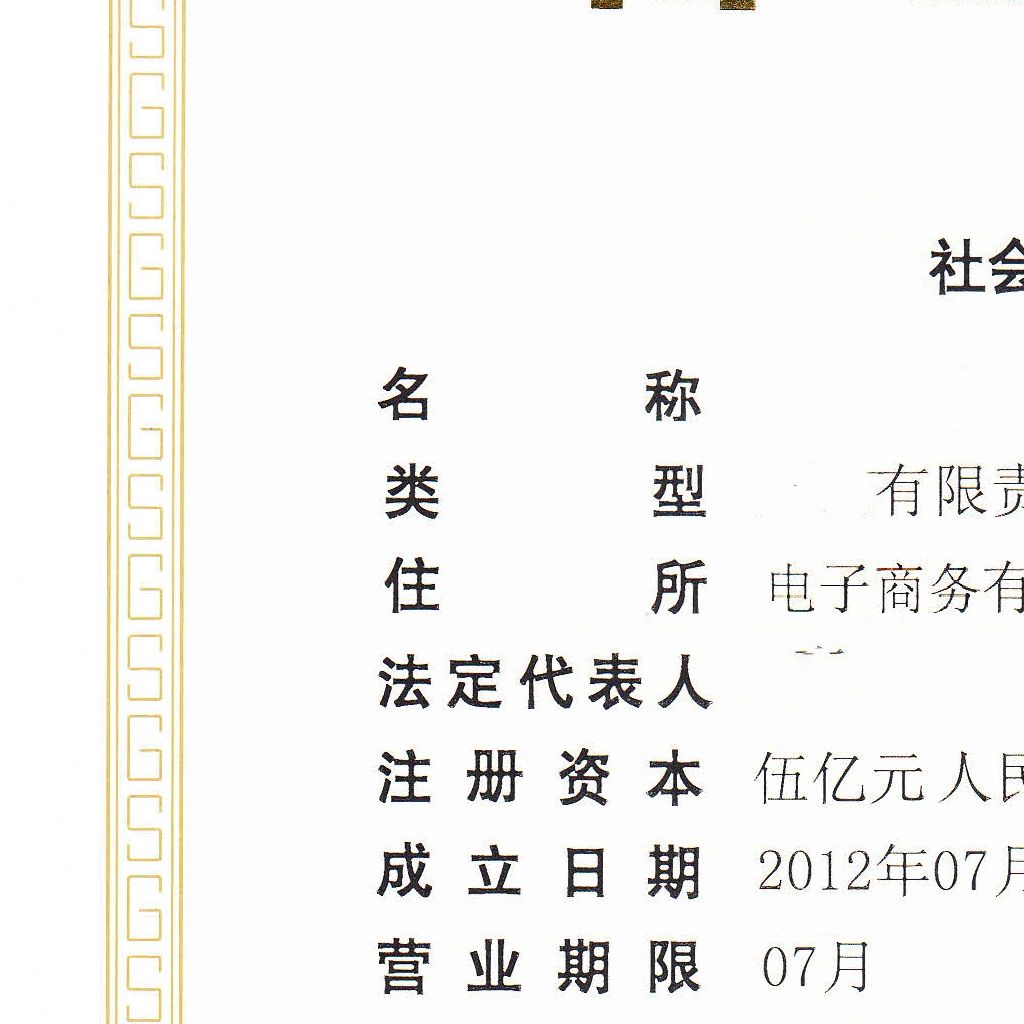 社会
名 称
类 型 有限责
住 所 电子商务有
法定代表人
注册资本 伍亿元人民
成立日期 2012年07月
营业期限 07月